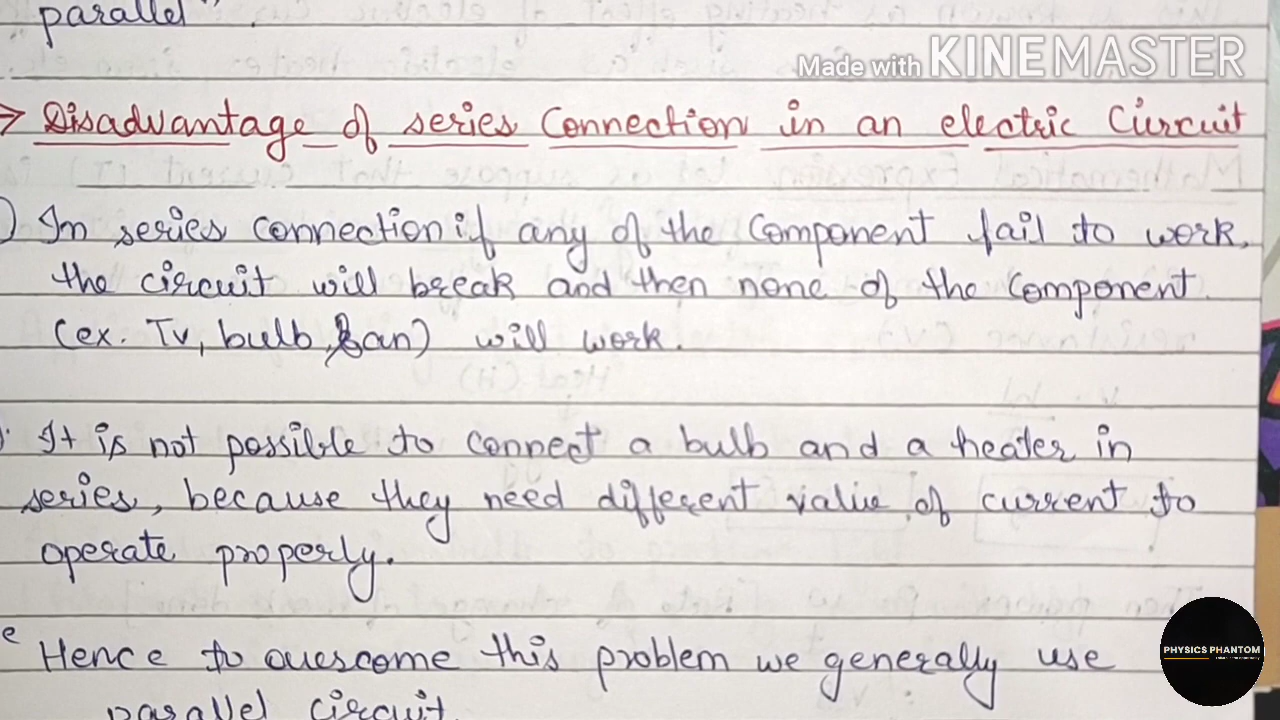 parallel".
Made with KINEMASTER
→ Disadvantage of series Connection in an electric Circuit
) In series connection if any of the component fail to work,
the circuit will break and then none of the component
(ex. Tv, bulb, fan) will work.
It is not possible to connect a bulb and a heater in
series, because they need different value of current to
operate properly.
e Hence to overcome this problem we generally use
parallel circuit.
PHYSICS PHANTOM